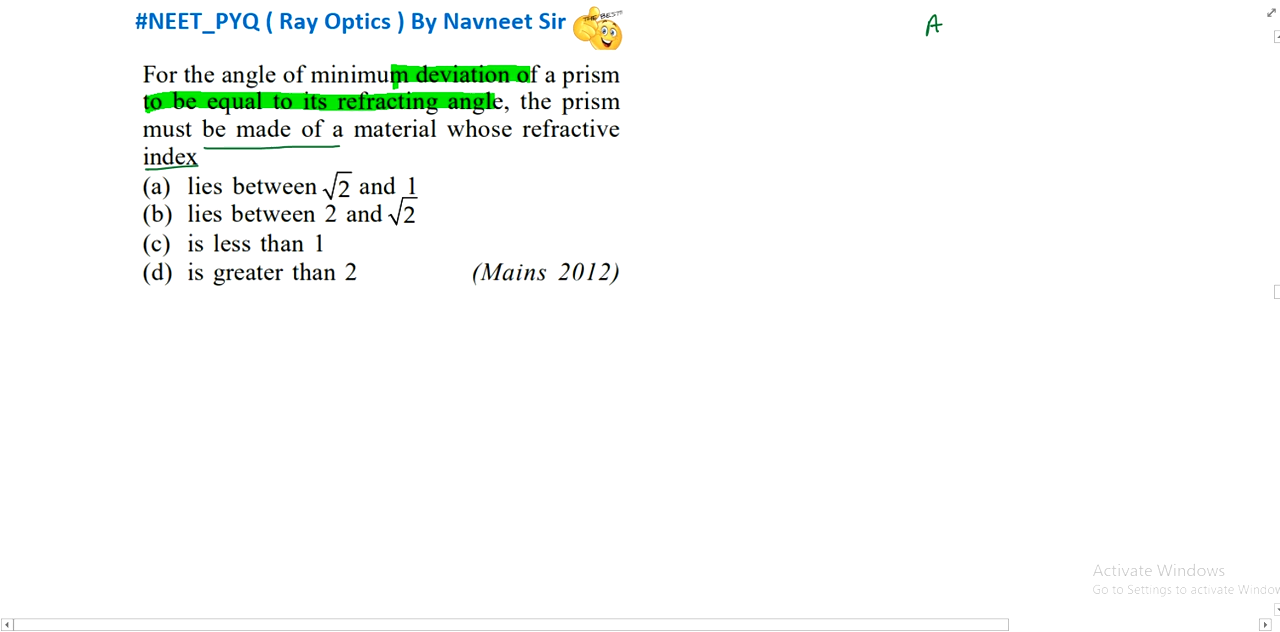 #NEET_PYQ ( Ray Optics ) By Navneet Sir
THE BEST!!
A
For the angle of minimum deviation of a prism
to be equal to its refracting angle, the prism
must be made of a material whose refractive
index
(a) lies between √2 and 1
(b) lies between 2 and √2
(c) is less than 1
(d) is greater than 2 (Mains 2012)
Activate Windows
Go to Settings to activate Window